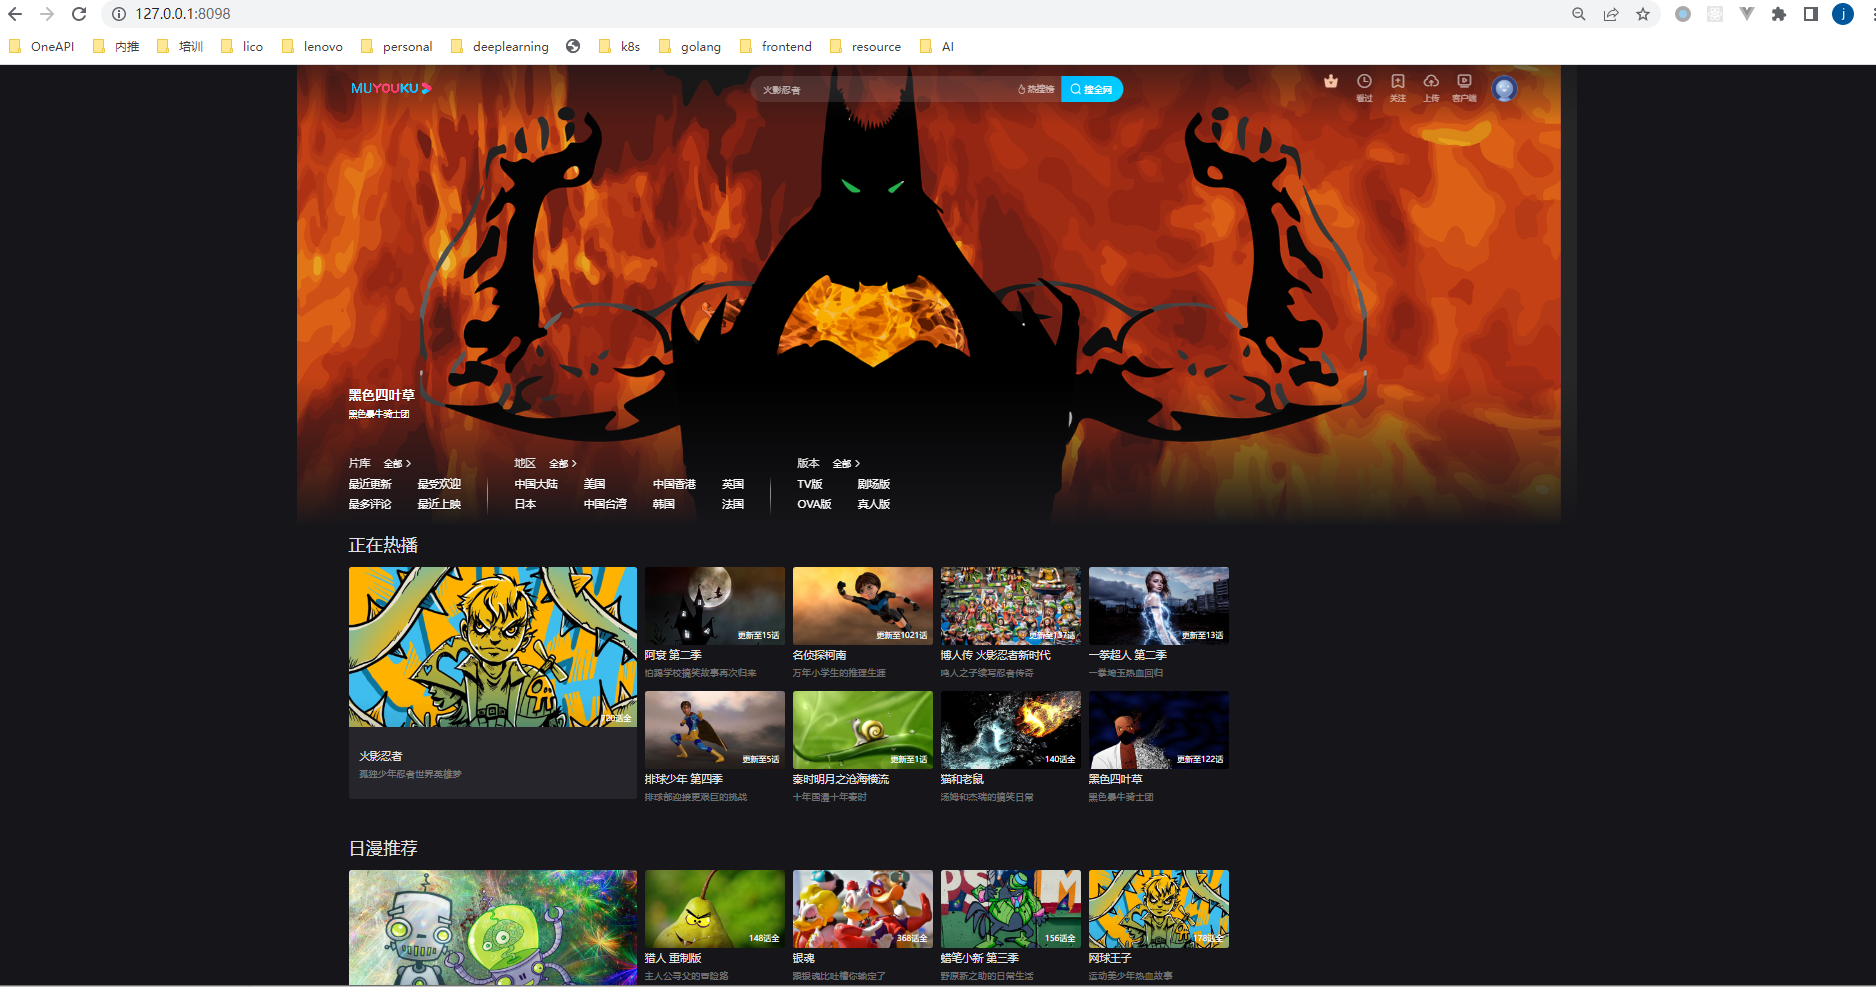 127.0.0.1:8098
j
OneAPI 内推 培训 lico lenovo personal deeplearning k8s golang frontend resource AI
MUYOUKU 火影忍者 热搜榜 搜全网 看过 关注 上传 客户端
黑色四叶草
黑色暴牛骑士团
片库 全部 地区 全部 版本 全部
最近更新 最受欢迎 中国大陆 美国 中国香港 英国 TV版 剧场版
最多评论 最近上映 日本 中国台湾 韩国 法国 OVA版 真人版
正在热播
720话全
火影忍者
孤独少年忍者世界英雄梦
更新至15话 更新至1021话 更新至137话 更新至13话
阿衰 第二季 名侦探柯南 博人传 火影忍者新时代 一拳超人 第二季
怕踢学校搞笑故事再次归来 万年小学生的推理生涯 鸣人之子续写忍者传奇 一拳埼玉热血回归
更新至5话 更新至1话 140话全 更新至122话
排球少年 第四季 秦时明月之沧海横流 猫和老鼠 黑色四叶草
排球部迎接更艰巨的挑战 十年国漫十年秦时 汤姆和杰瑞的搞笑日常 黑色暴牛骑士团
日漫推荐
148话全 368话全 156话全 178话全
猎人 重制版 银魂 蜡笔小新 第三季 网球王子
主人公寻父的冒险路 跟银魂比吐槽你输定了 野原新之助的日常生活 运动美少年热血故事